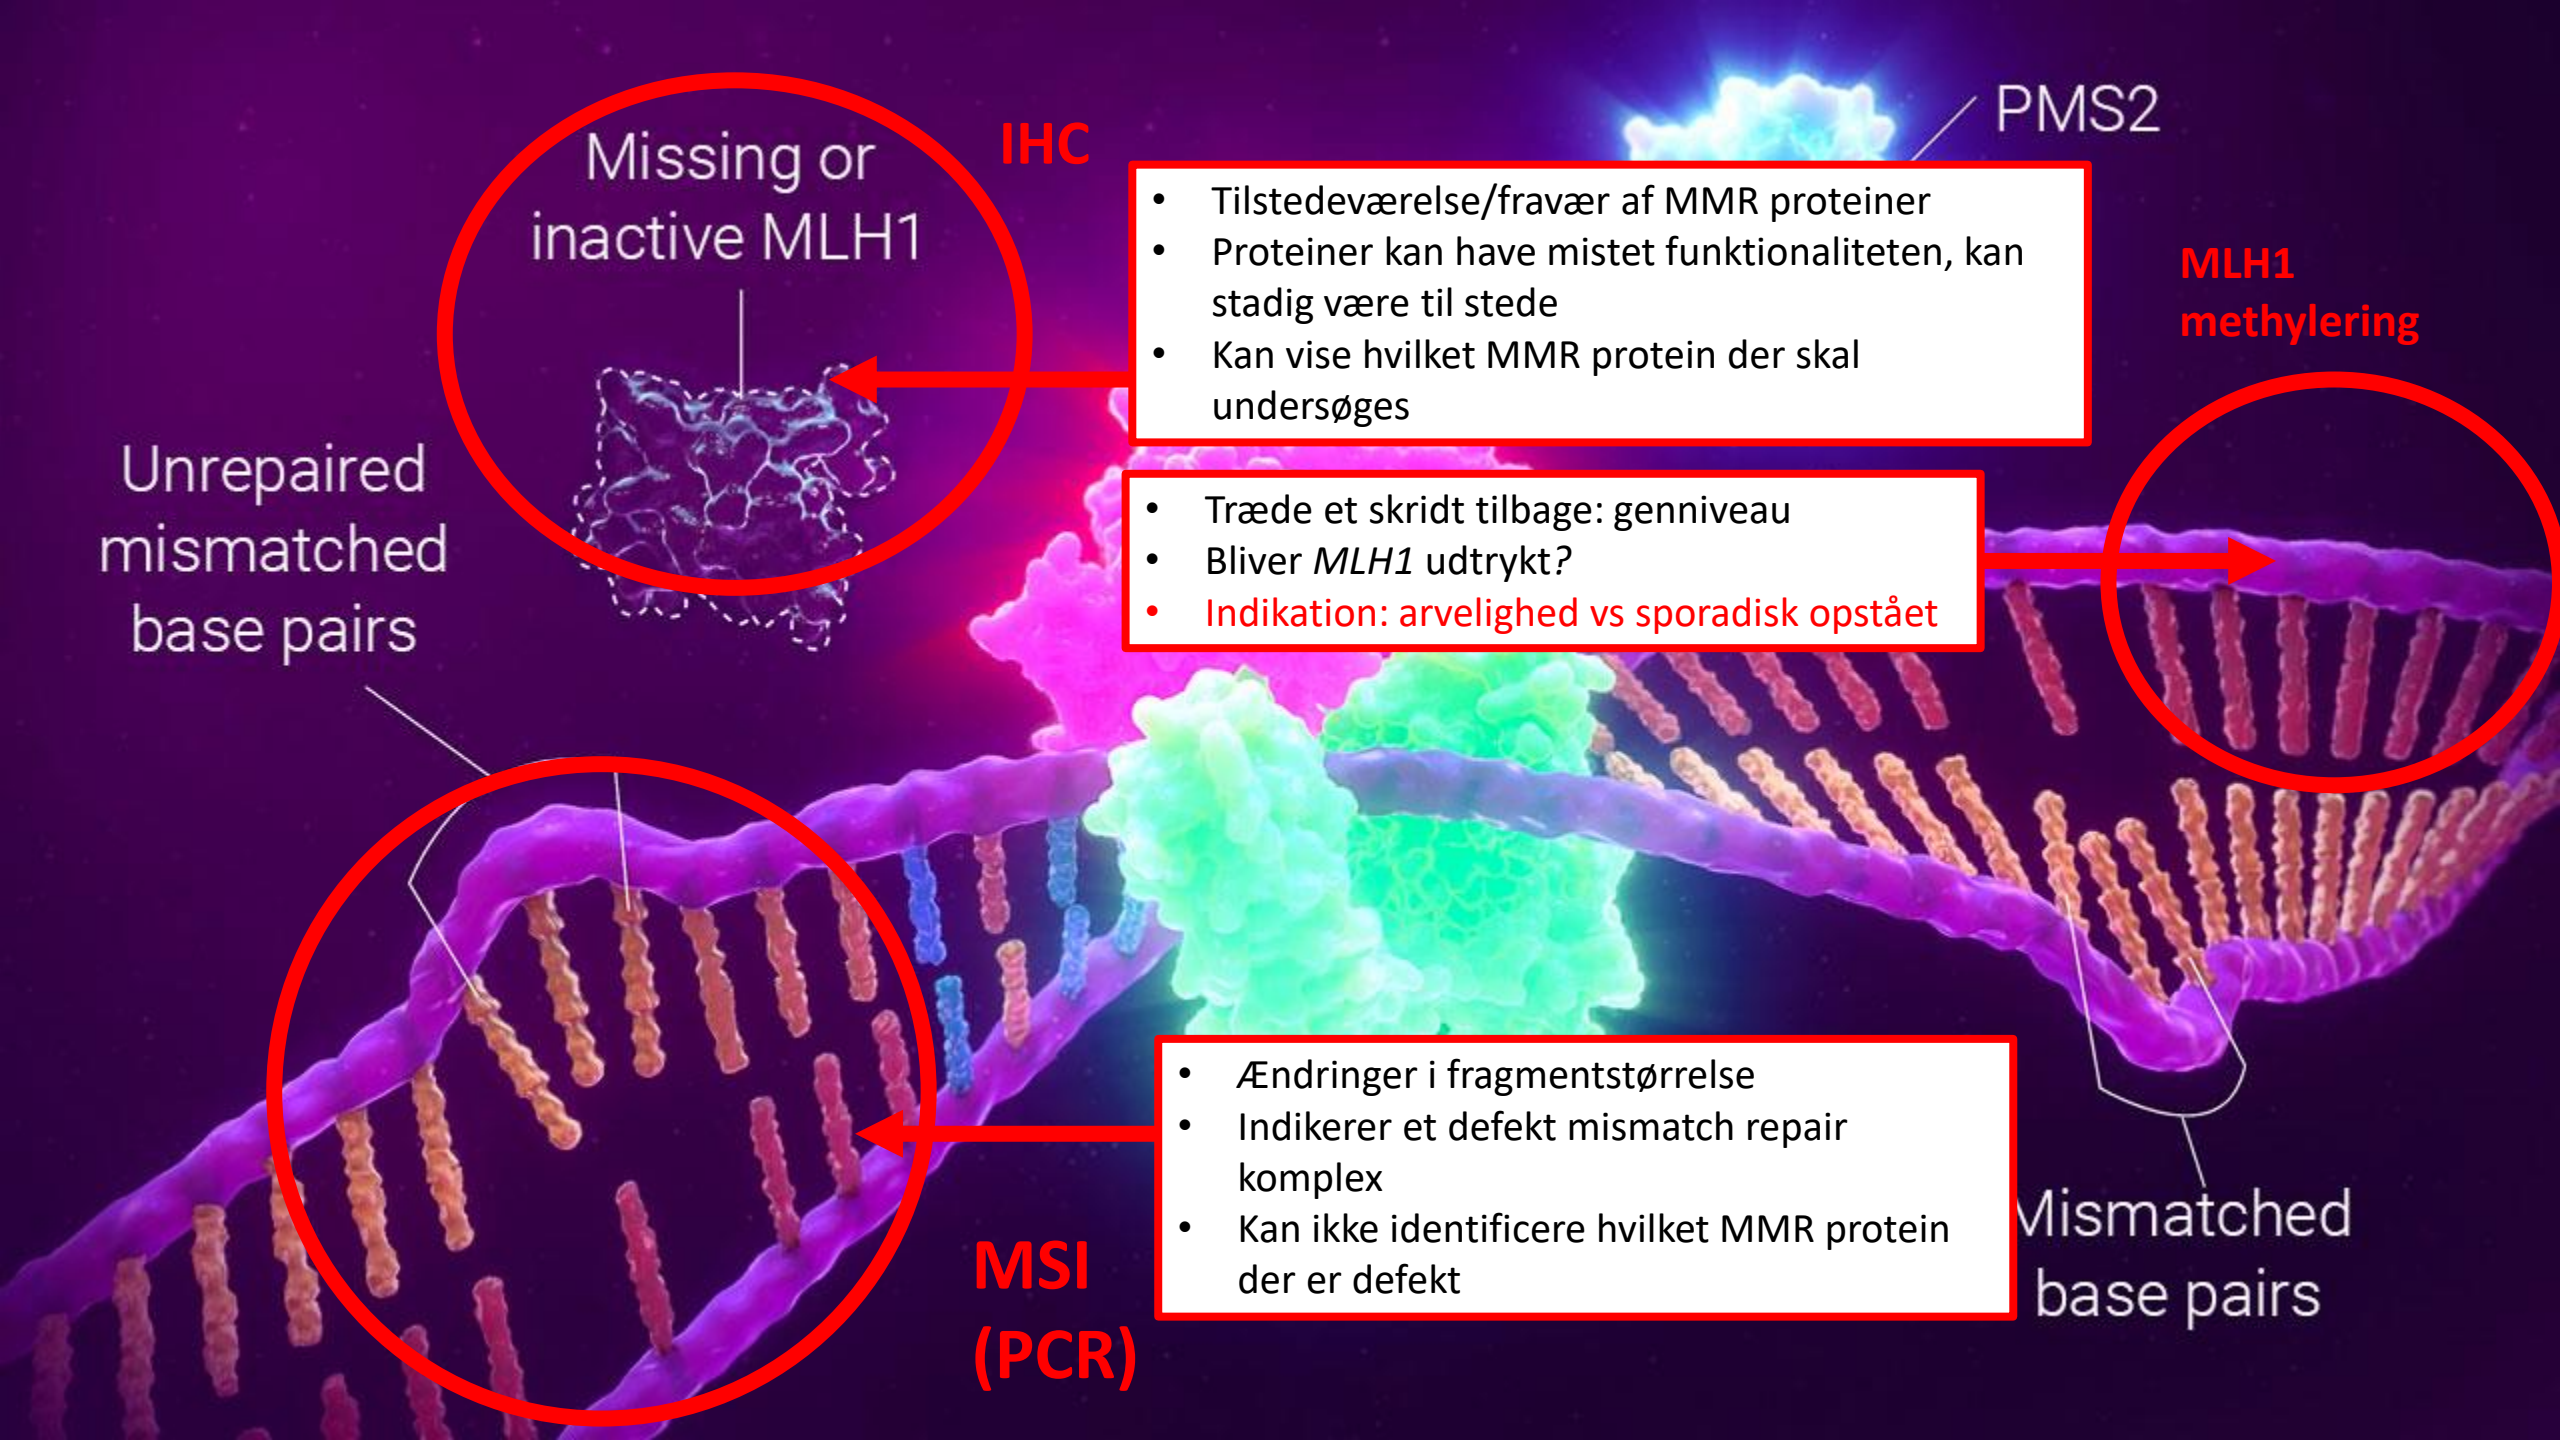 PMS2
IHC
Missing or
inactive MLH1
• Tilstedeværelse/fravær af MMR proteiner
• Proteiner kan have mistet funktionaliteten, kan
stadig være til stede
• Kan vise hvilket MMR protein der skal
undersøges
MLH1
methylering
Unrepaired
mismatched
base pairs
• Træde et skridt tilbage: genniveau
• Bliver MLH1 udtrykt?
• Indikation: arvelighed vs sporadisk opstået
• Ændringer i fragmentstørrelse
• Indikerer et defekt mismatch repair
komplex
• Kan ikke identificere hvilket MMR protein
der er defekt
MSI
(PCR)
Mismatched
base pairs